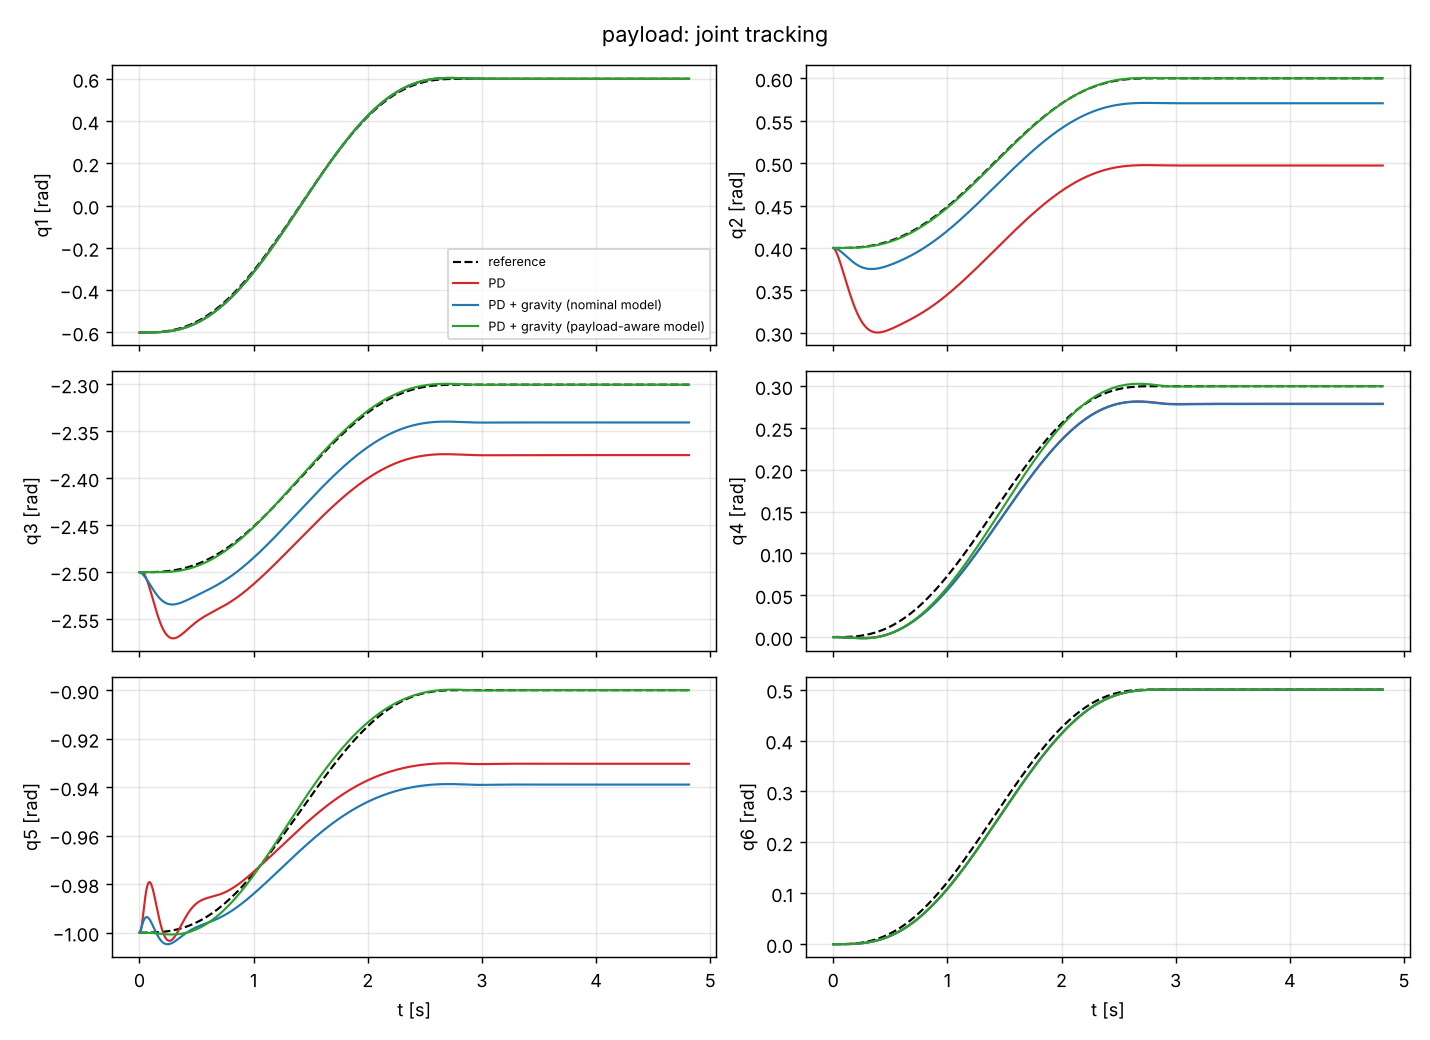 payload: joint tracking
q1 [rad]
0.6
0.4
0.2
0.0
−0.2
−0.4
−0.6
reference
PD
PD + gravity (nominal model)
PD + gravity (payload-aware model)
q2 [rad]
0.60
0.55
0.50
0.45
0.40
0.35
0.30
q3 [rad]
−2.30
−2.35
−2.40
−2.45
−2.50
−2.55
q4 [rad]
0.30
0.25
0.20
0.15
0.10
0.05
0.00
q5 [rad]
−0.90
−0.92
−0.94
−0.96
−0.98
−1.00
0 1 2 3 4 5
t [s]
q6 [rad]
0.5
0.4
0.3
0.2
0.1
0.0
0 1 2 3 4 5
t [s]